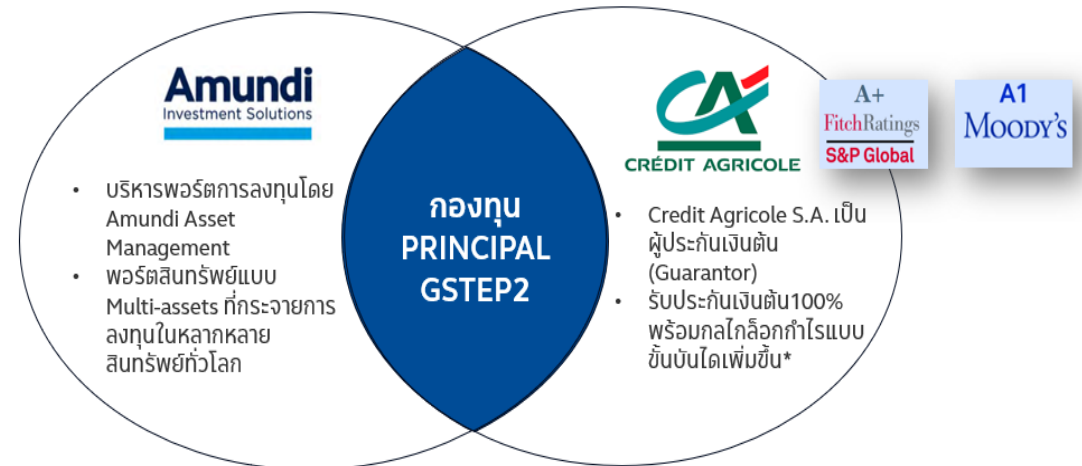 Amundi
Investment Solutions
• บริหารพอร์ตการลงทุนโดย
Amundi Asset
Management
• พอร์ตสินทรัพย์แบบ
Multi-assets ที่กระจายการ
ลงทุนในหลากหลาย
สินทรัพย์ทั่วโลก
กองทุน
PRINCIPAL
GSTEP2
CRÉDIT AGRICOLE
• Credit Agricole S.A. เป็น
ผู้ประกันเงินต้น
(Guarantor)
• รับประกันเงินต้น100%
พร้อมกลไกล็อกกำไรแบบ
ขั้นบันไดเพิ่มขึ้น*
A+
FitchRatings
S&P Global
A1
MOODY'S